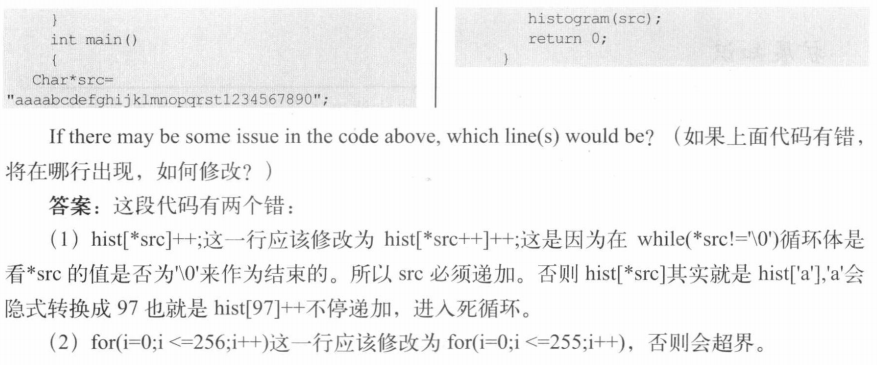 }
int main()
{
Char*src=
"aaaabcdefghijklmnopqrst1234567890";
histogram(src);
return 0;
}
If there may be some issue in the code above, which line(s) would be? （如果上面代码有错，
将在哪行出现，如何修改？）
答案：这段代码有两个错：
（1）hist[*src]++;这一行应该修改为 hist[*src++]++;这是因为在 while(*src!='\0')循环体是
看*src 的值是否为'\0'来作为结束的。所以 src 必须递加。否则 hist[*src]其实就是 hist['a'],'a'会
隐式转换成 97 也就是 hist[97]++不停递加，进入死循环。
（2）for(i=0;i <=256;i++)这一行应该修改为 for(i=0;i <=255;i++)，否则会超界。